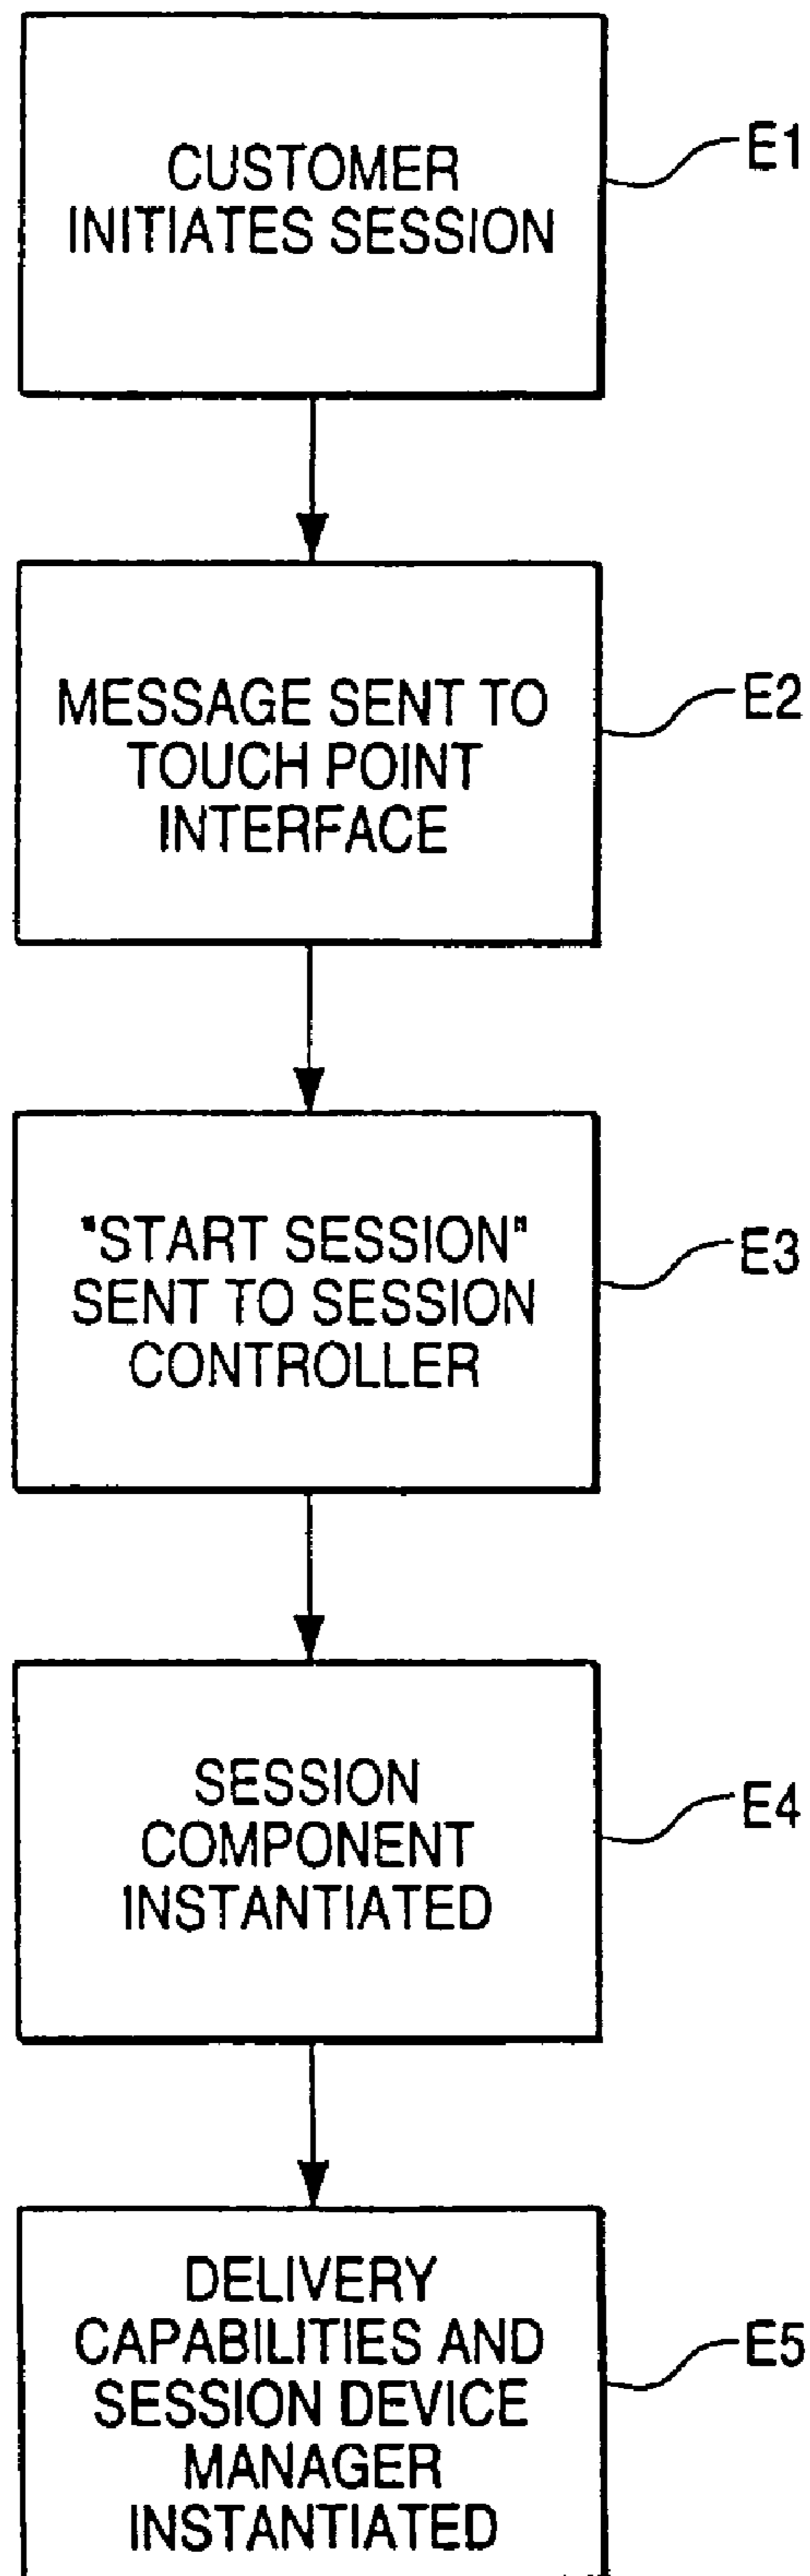 CUSTOMER
INITIATES SESSION
E1
MESSAGE SENT TO
TOUCH POINT
INTERFACE
E2
"START SESSION"
SENT TO SESSION
CONTROLLER
E3
SESSION
COMPONENT
INSTANTIATED
E4
DELIVERY
CAPABILITIES AND
SESSION DEVICE
MANAGER
INSTANTIATED
E5